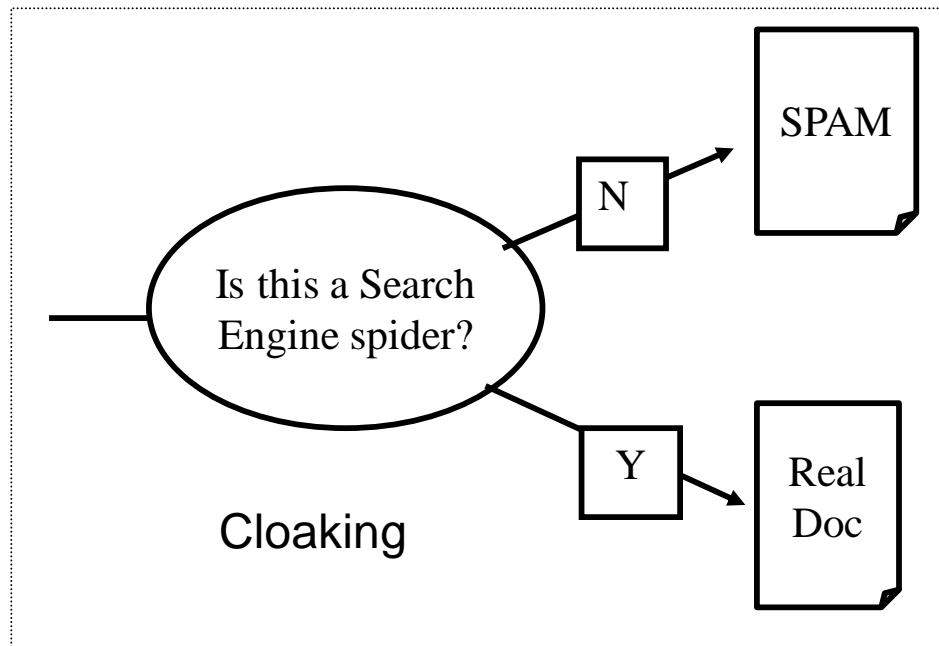 SPAM
N
Is this a Search
Engine spider?
Y
Real
Doc
Cloaking